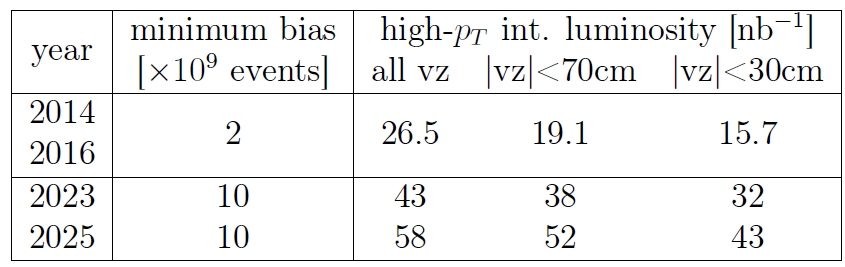 year minimum bias high-p_T int. luminosity [nb⁻¹]
[×10⁹ events] all vz |vz|<70cm |vz|<30cm
2014
2 26.5 19.1 15.7
2016
2023 10 43 38 32
2025 10 58 52 43